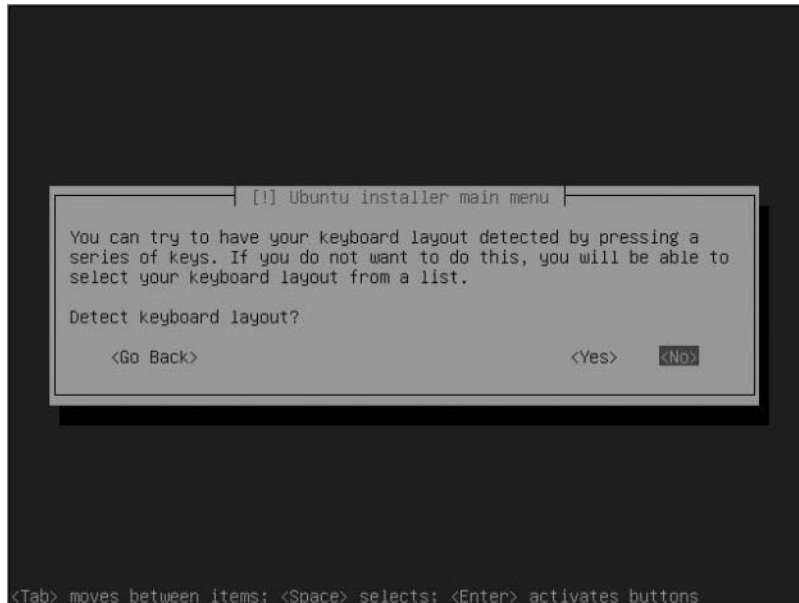 [!] Ubuntu installer main menu
You can try to have your keyboard layout detected by pressing a
series of keys. If you do not want to do this, you will be able to
select your keyboard layout from a list.
Detect keyboard layout?
<Go Back> <Yes> <No>
<Tab> moves between items; <Space> selects; <Enter> activates buttons